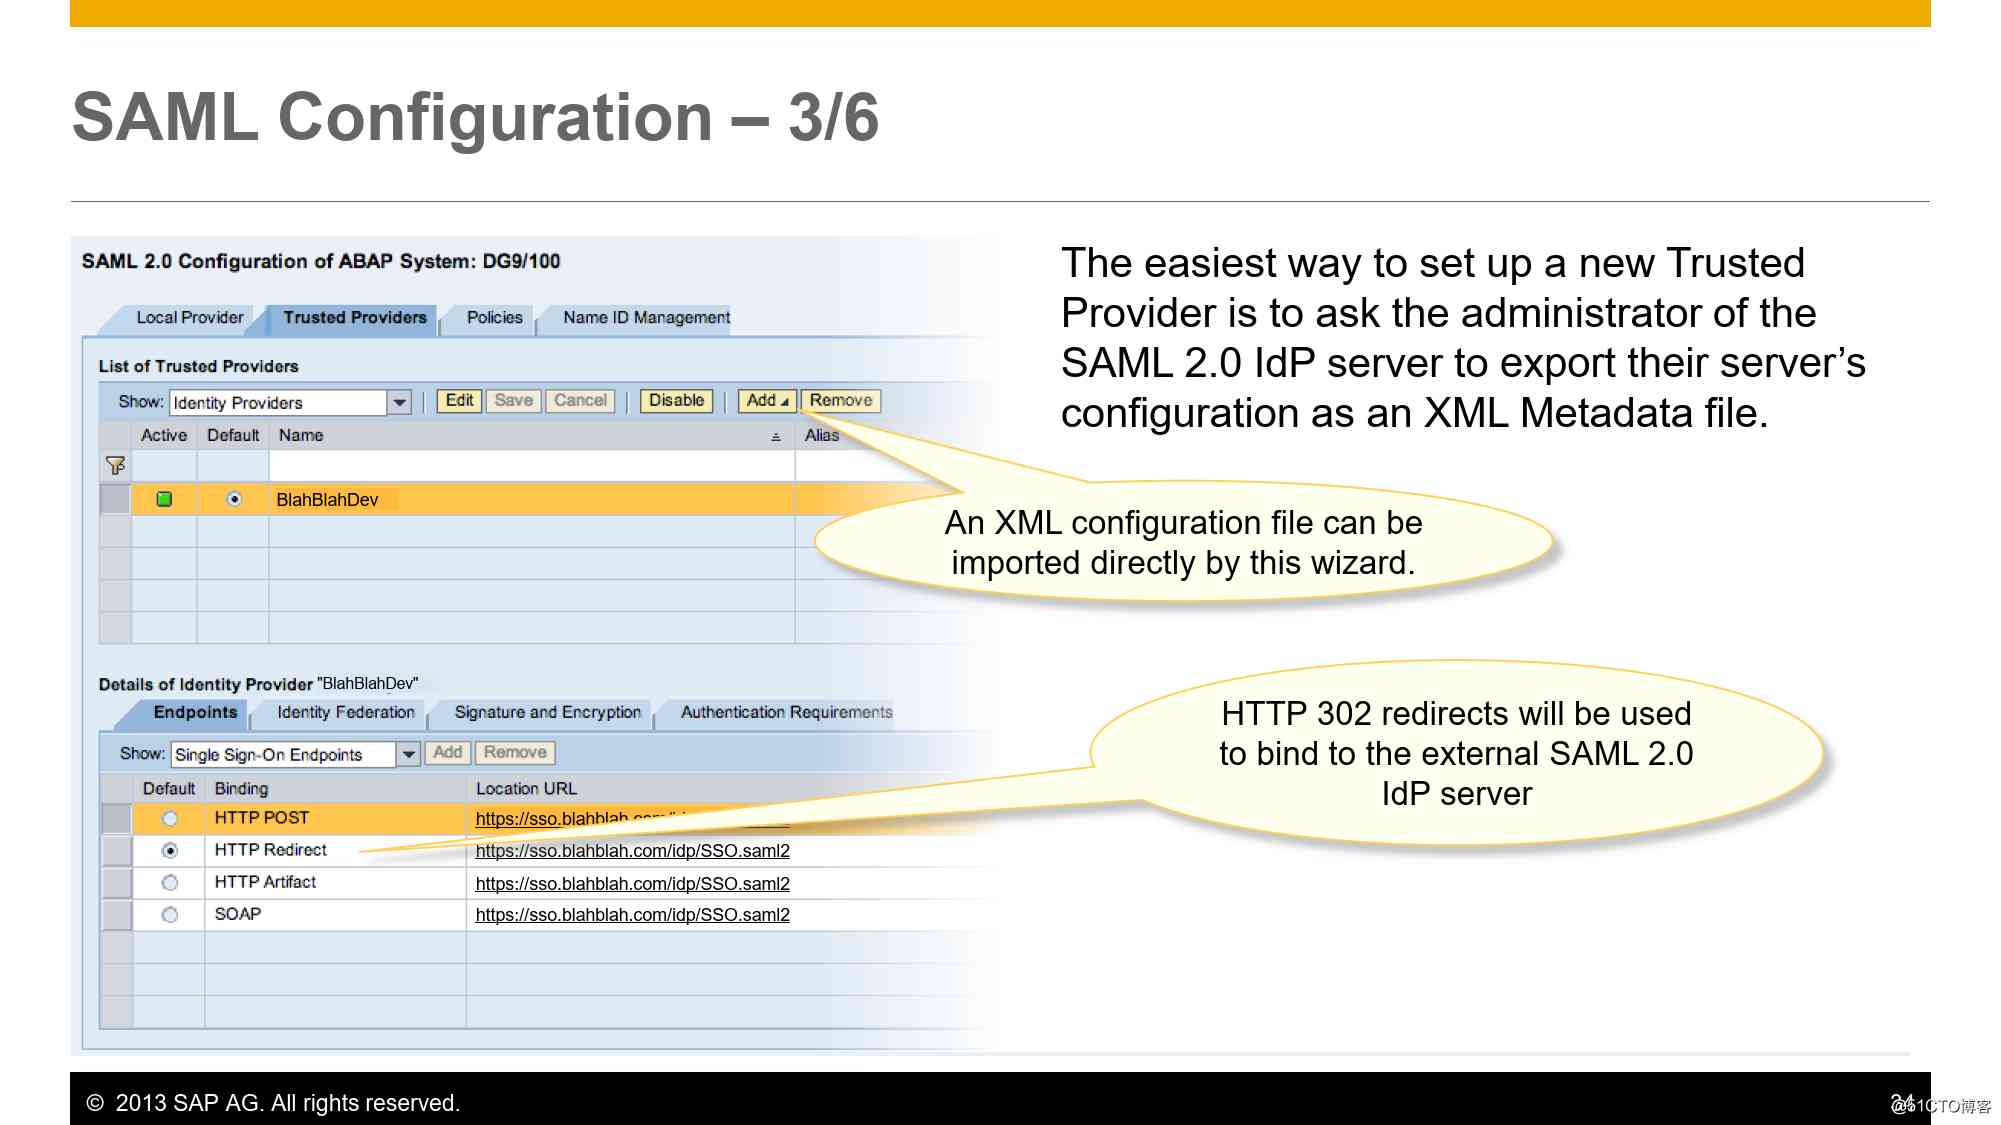 SAML Configuration – 3/6
SAML 2.0 Configuration of ABAP System: DG9/100
Local Provider Trusted Providers Policies Name ID Management
List of Trusted Providers
Show: Identity Providers Edit Save Cancel Disable Add Remove
Active Default Name Alias
BlahBlahDev
Details of Identity Provider "BlahBlahDev"
Endpoints Identity Federation Signature and Encryption Authentication Requirements
Show: Single Sign-On Endpoints Add Remove
Default Binding Location URL
HTTP POST https://sso.blahblah.com/
HTTP Redirect https://sso.blahblah.com/idp/SSO.saml2
HTTP Artifact https://sso.blahblah.com/idp/SSO.saml2
SOAP https://sso.blahblah.com/idp/SSO.saml2
The easiest way to set up a new Trusted
Provider is to ask the administrator of the
SAML 2.0 IdP server to export their server’s
configuration as an XML Metadata file.
An XML configuration file can be
imported directly by this wizard.
HTTP 302 redirects will be used
to bind to the external SAML 2.0
IdP server
© 2013 SAP AG. All rights reserved.
@51CTO博客